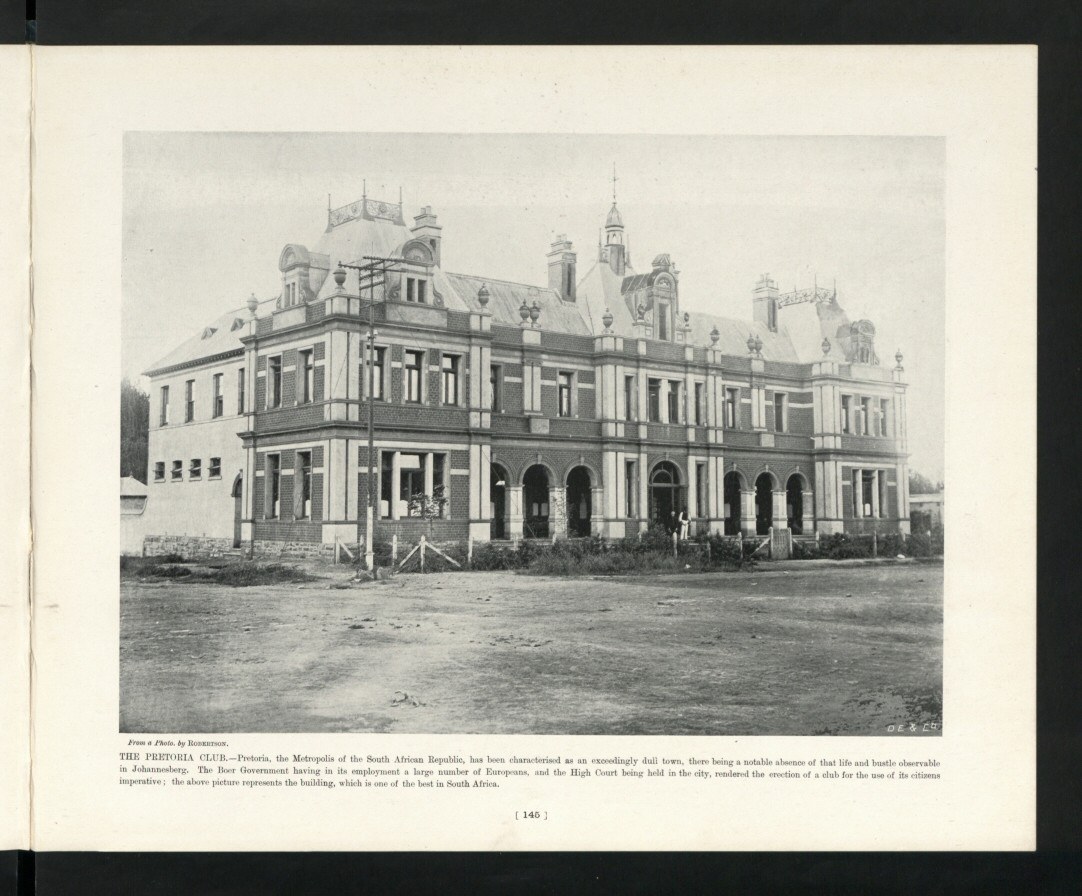 DE & Co
From a Photo. by ROBERTSON.
THE PRETORIA CLUB.—Pretoria, the Metropolis of the South African Republic, has been characterised as an exceedingly dull town, there being a notable absence of that life and bustle observable
in Johannesberg. The Boer Government having in its employment a large number of Europeans, and the High Court being held in the city, rendered the erection of a club for the use of its citizens
imperative; the above picture represents the building, which is one of the best in South Africa.
[ 145 ]